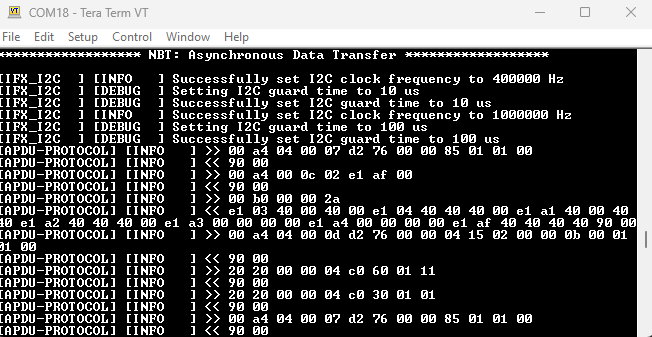 COM18 - Tera Term VT
File Edit Setup Control Window Help
****************** NBT: Asynchronous Data Transfer ******************
[IFX_I2C ] [INFO ] Successfully set I2C clock frequency to 400000 Hz
[IFX_I2C ] [DEBUG ] Setting I2C guard time to 10 us
[IFX_I2C ] [DEBUG ] Successfully set I2C guard time to 10 us
[IFX_I2C ] [INFO ] Successfully set I2C clock frequency to 1000000 Hz
[IFX_I2C ] [DEBUG ] Setting I2C guard time to 100 us
[IFX_I2C ] [DEBUG ] Successfully set I2C guard time to 100 us
[APDU-PROTOCOL] [INFO ] >> 00 a4 04 00 07 d2 76 00 00 85 01 01 00
[APDU-PROTOCOL] [INFO ] << 90 00
[APDU-PROTOCOL] [INFO ] >> 00 a4 00 0c 02 e1 af 00
[APDU-PROTOCOL] [INFO ] << 90 00
[APDU-PROTOCOL] [INFO ] >> 00 b0 00 00 2a
[APDU-PROTOCOL] [INFO ] << e1 03 40 00 40 00 e1 04 40 40 40 00 e1 a1 40 00 40
40 e1 a2 40 40 40 00 e1 a3 00 00 00 00 e1 a4 00 00 00 00 e1 af 40 40 40 40 90 00
[APDU-PROTOCOL] [INFO ] >> 00 a4 04 00 0d d2 76 00 00 04 15 02 00 00 0b 00 01
01 00
[APDU-PROTOCOL] [INFO ] << 90 00
[APDU-PROTOCOL] [INFO ] >> 20 20 00 00 04 c0 60 01 11
[APDU-PROTOCOL] [INFO ] << 90 00
[APDU-PROTOCOL] [INFO ] >> 20 20 00 00 04 c0 30 01 01
[APDU-PROTOCOL] [INFO ] << 90 00
[APDU-PROTOCOL] [INFO ] >> 00 a4 04 00 07 d2 76 00 00 85 01 01 00
[APDU-PROTOCOL] [INFO ] << 90 00